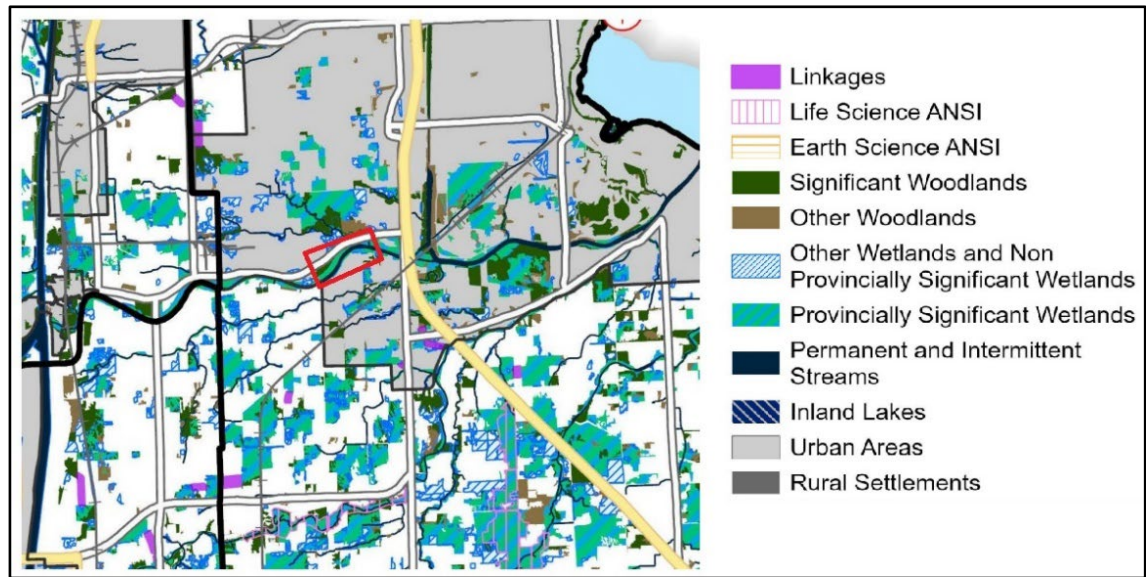 Linkages
Life Science ANSI
Earth Science ANSI
Significant Woodlands
Other Woodlands
Other Wetlands and Non
Provincially Significant Wetlands
Provincially Significant Wetlands
Permanent and Intermittent
Streams
Inland Lakes
Urban Areas
Rural Settlements